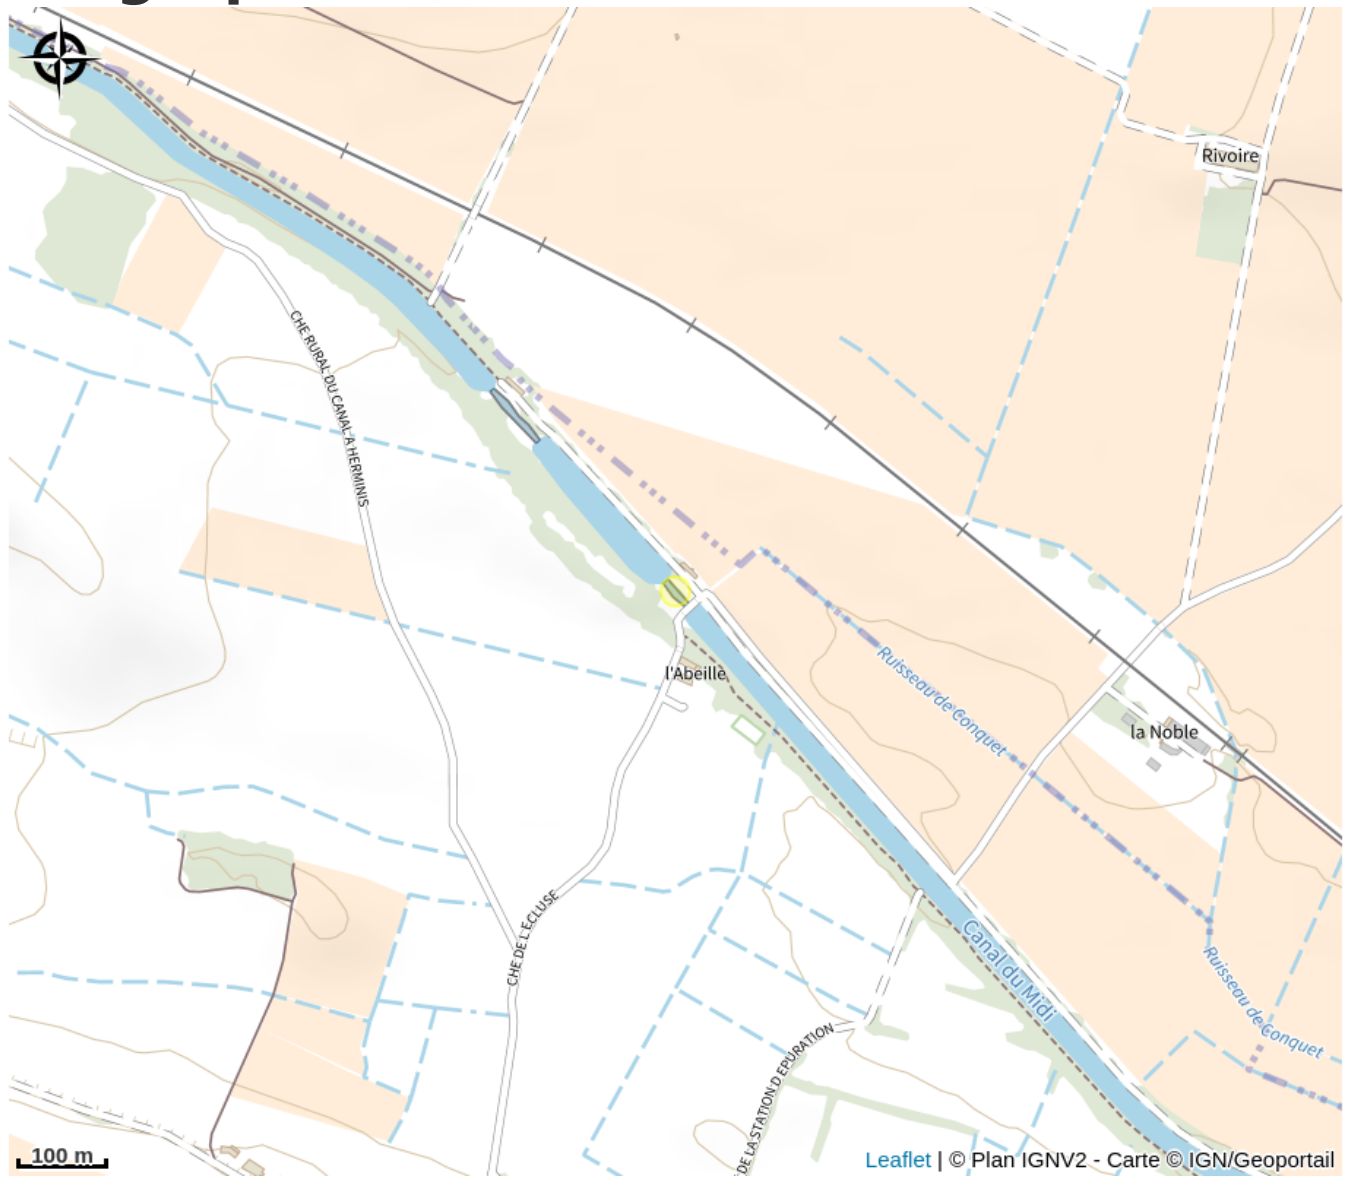 Rivoire
CHE RURAL DU CANAL A HERMINIS
l'Abeille
Ruisseau de Conquet
la Noble
CHE DE L'ECLUSE
Canal du Midi
Ruisseau de Conquet
DE LA STATION D EPURATION
100 m
Leaflet | © Plan IGNV2 - Carte © IGN/Geoportail